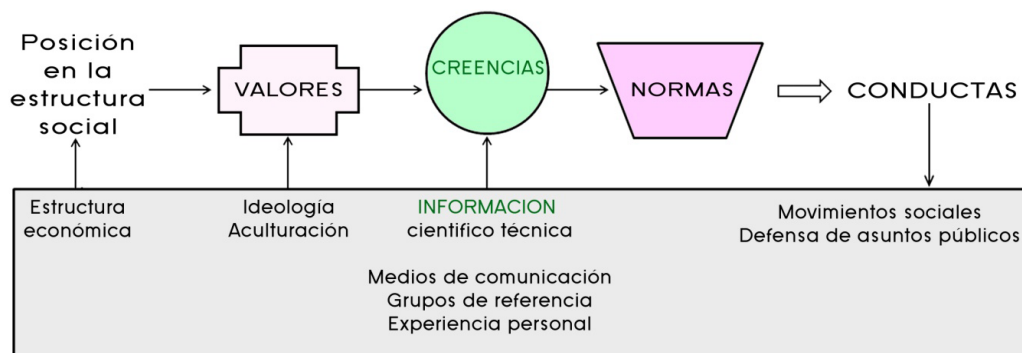 Posición
en la
estructura
social
VALORES
CREENCIAS
NORMAS
CONDUCTAS
Estructura
económica
Ideología
Aculturación
INFORMACION
cientifico técnica
Medios de comunicación
Grupos de referencia
Experiencia personal
Movimientos sociales
Defensa de asuntos públicos